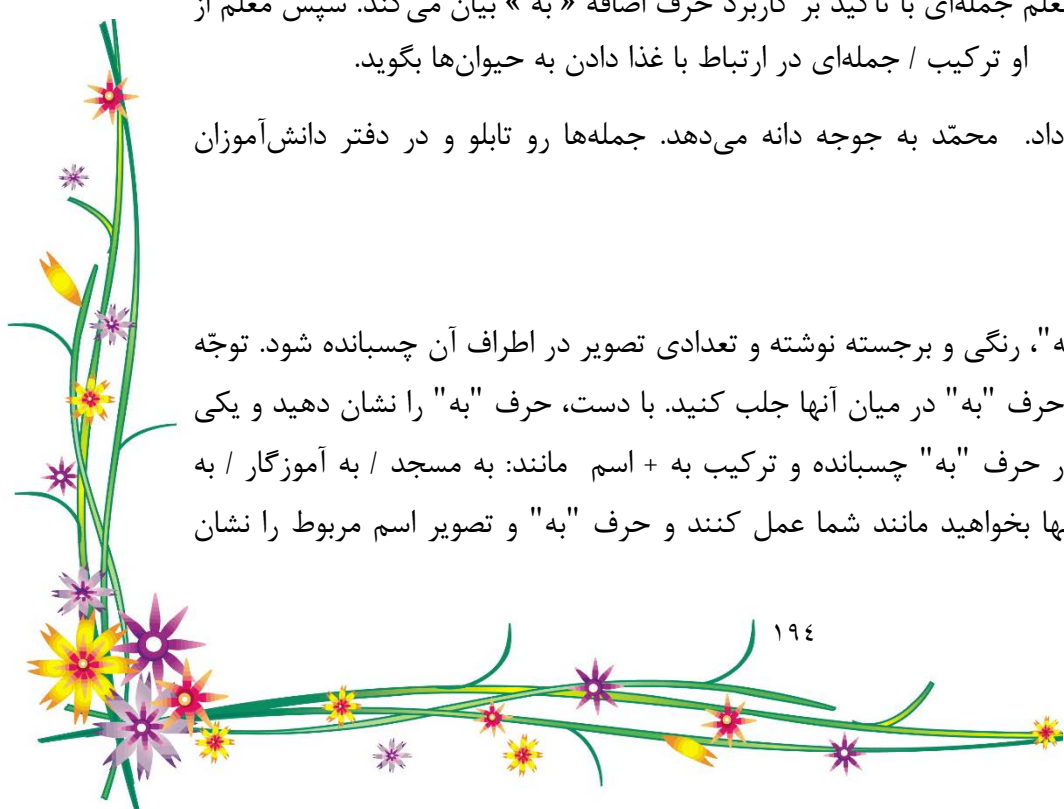 معلم جمله‌ای با تاکید بر کاربرد حرف اضافه « به » بیان می‌کند. سپس معلم از
او ترکیب / جمله‌ای در ارتباط با غذا دادن به حیوان‌ها بگوید.
داد. محمّد به جوجه دانه می‌دهد. جمله‌ها رو تابلو و در دفتر دانش‌آموزان
ه"، رنگی و برجسته نوشته و تعدادی تصویر در اطراف آن چسبانده شود. توجّه
حرف "به" در میان آنها جلب کنید. با دست، حرف "به" را نشان دهید و یکی
ر حرف "به" چسبانده و ترکیب به + اسم مانند: به مسجد / به آموزگار / به
ها بخواهید مانند شما عمل کنند و حرف "به" و تصویر اسم مربوط را نشان
١٩٤